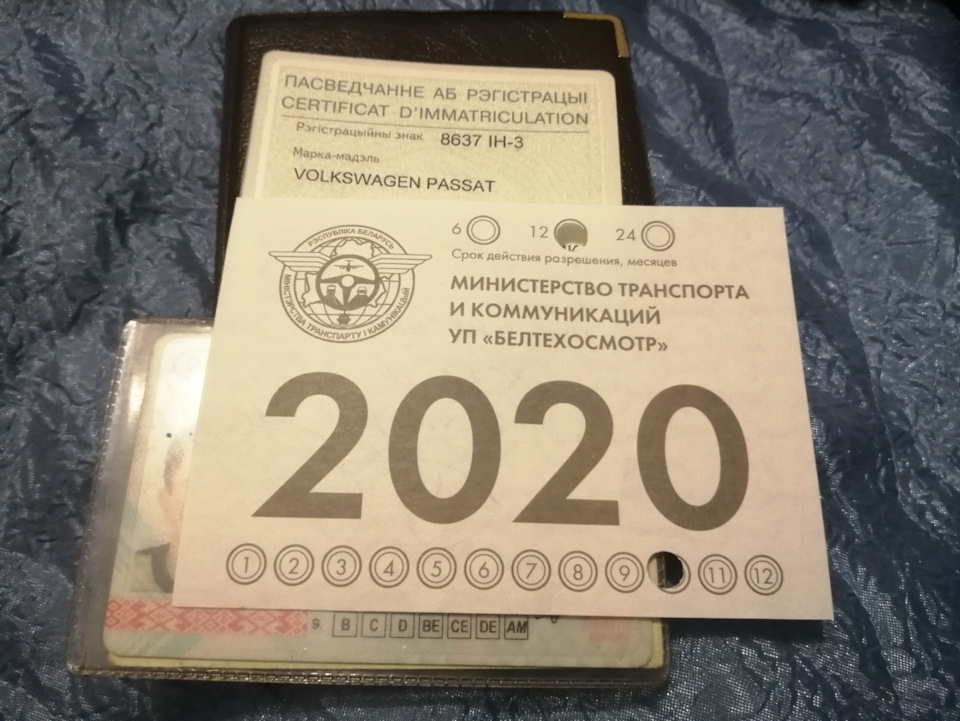 ПАСВЕДЧАННЕ АБ РЭГІСТРАЦЫІ
CERTIFICAT D'IMMATRICULATION
Рэгістрацыйны знак 8637 IH-3
Марка-мадэль
VOLKSWAGEN PASSAT
6 12 24
Срок действия разрешения, месяцев
РЭСПУБЛІКА БЕЛАРУСЬ
МІНІСТЭРСТВА ТРАНСПАРТУ І КАМУНІКАЦЫЙ
МИНИСТЕРСТВО ТРАНСПОРТА
И КОММУНИКАЦИЙ
УП «БЕЛТЕХОСМОТР»
2020
1 2 3 4 5 6 7 8 9 11 12
9. B C D BE CE DE AM